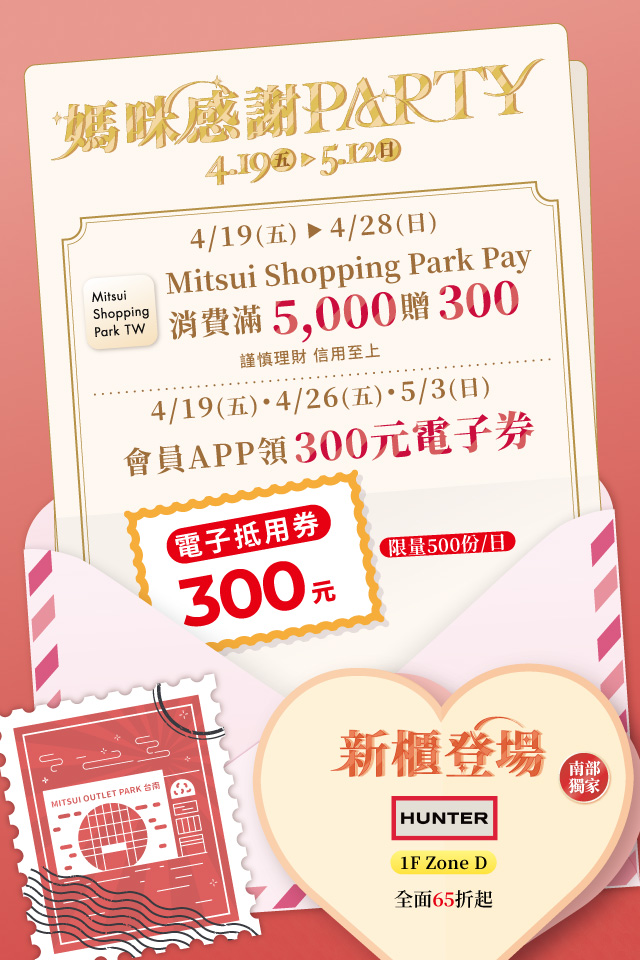 媽咪感謝PARTY
4.19五▶5.12日
4/19(五)▶4/28(日)
Mitsui
Shopping
Park TW
Mitsui Shopping Park Pay
消費滿5,000贈300
謹慎理財 信用至上
4/19(五)•4/26(五)•5/3(日)
會員APP領300元電子券
電子抵用券
300元
限量500份/日
MITSUI OUTLET PARK 台南
新櫃登場
南部
獨家
HUNTER
1F Zone D
全面65折起